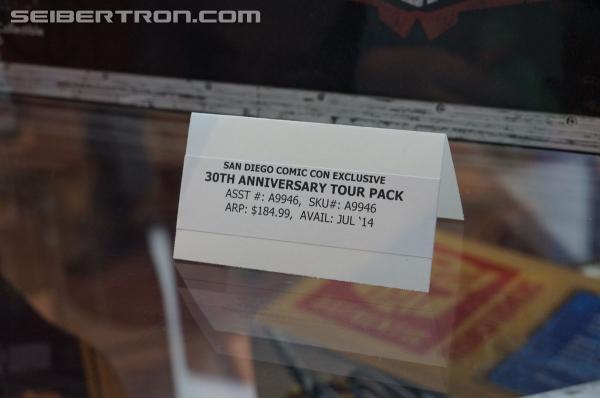 SEIBERTRON.COM
SAN DIEGO COMIC CON EXCLUSIVE
30TH ANNIVERSARY TOUR PACK
ASST #: A9946, SKU#: A9946
ARP: $184.99, AVAIL: JUL '14